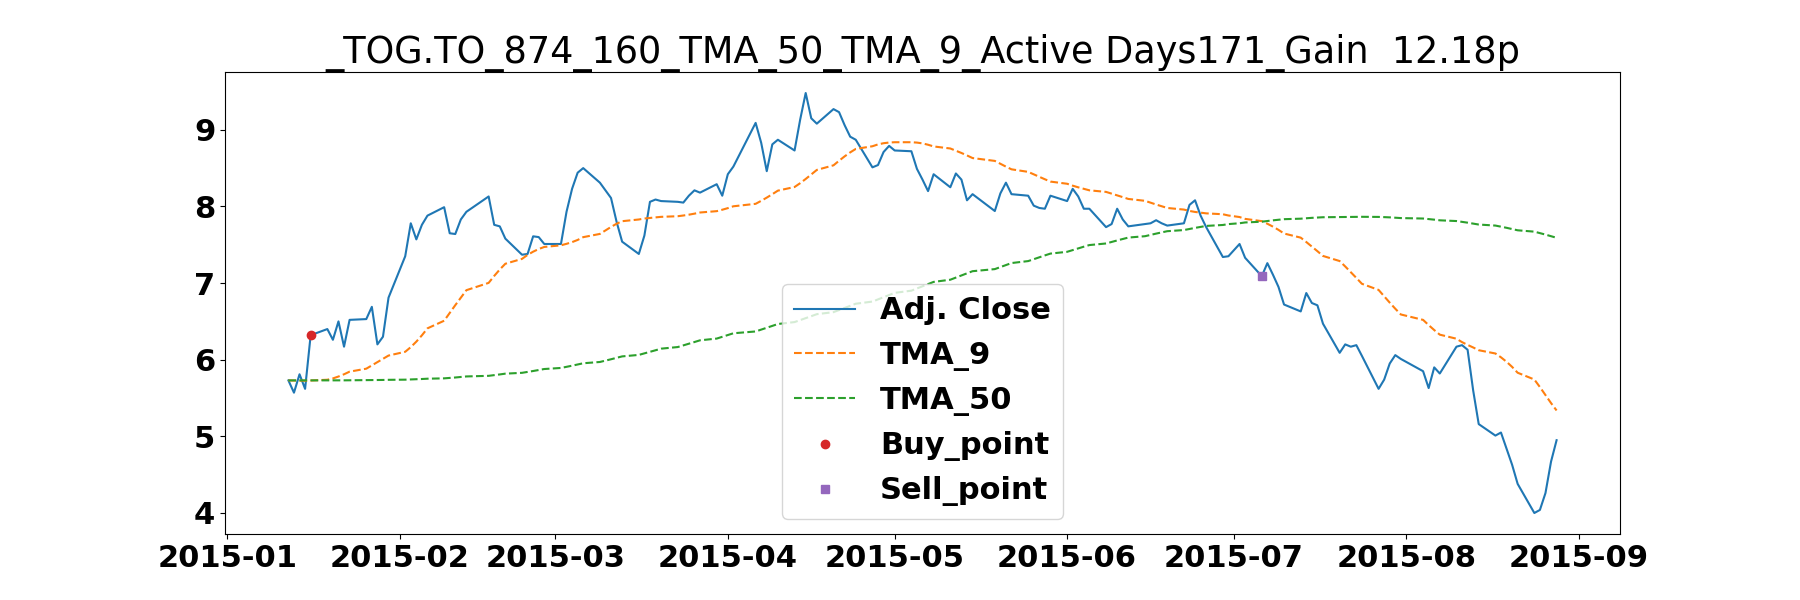 _TOG.TO_874_160_TMA_50_TMA_9_Active Days171_Gain  12.18p
9
8
7
6
5
4
Adj. Close
TMA_9
TMA_50
Buy_point
Sell_point
2015-01 2015-02 2015-03 2015-04 2015-05 2015-06 2015-07 2015-08 2015-09